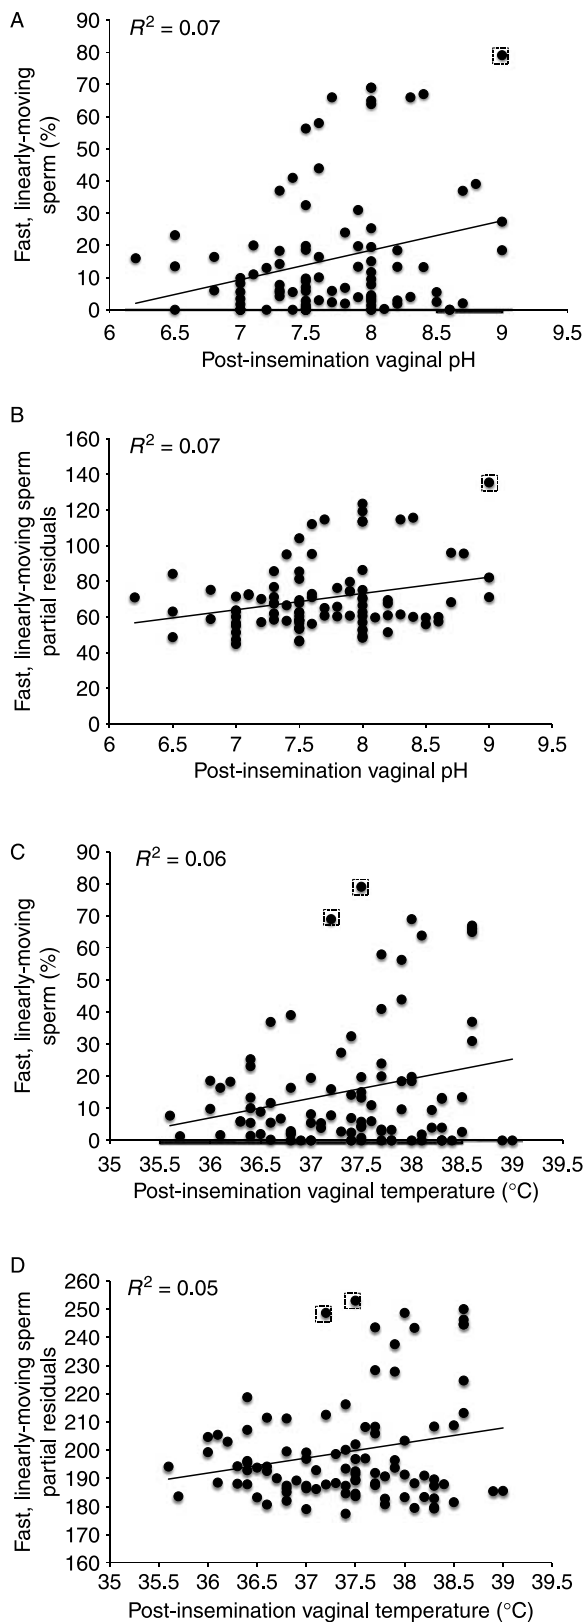 A
R² = 0.07
90
80
70
60
50
40
30
20
10
0
Fast, linearly-moving
sperm (%)
6 6.5 7 7.5 8 8.5 9 9.5
Post-insemination vaginal pH
B
R² = 0.07
160
140
120
100
80
60
40
20
0
Fast, linearly-moving sperm
partial residuals
6 6.5 7 7.5 8 8.5 9 9.5
Post-insemination vaginal pH
C
R² = 0.06
90
80
70
60
50
40
30
20
10
0
Fast, linearly-moving
sperm (%)
35 35.5 36 36.5 37 37.5 38 38.5 39 39.5
Post-insemination vaginal temperature (°C)
D
R² = 0.05
260
250
240
230
220
210
200
190
180
170
160
Fast, linearly-moving sperm
partial residuals
35 35.5 36 36.5 37 37.5 38 38.5 39 39.5
Post-insemination vaginal temperature (°C)